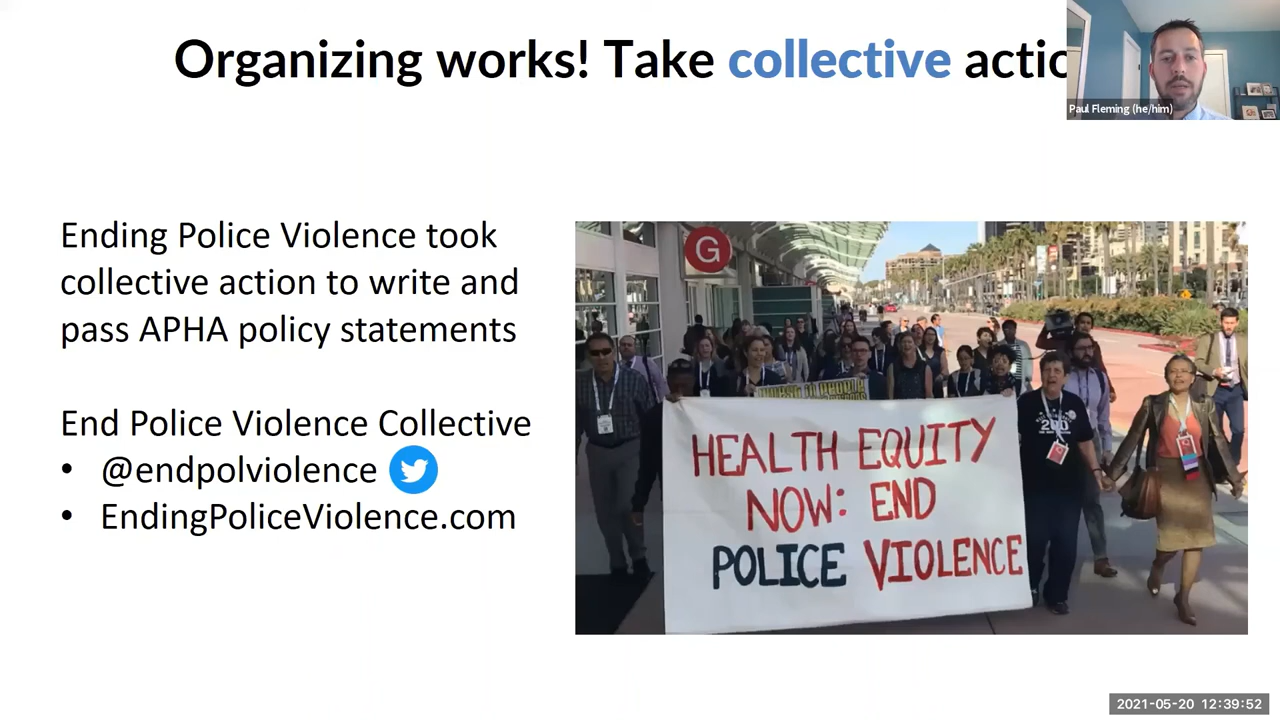 Organizing works! Take collective actio
Paul Fleming (he/him)
Ending Police Violence took
collective action to write and
pass APHA policy statements
End Police Violence Collective
• @endpolviolence
• EndingPoliceViolence.com
G
HEALTH EQUITY
NOW: END
POLICE VIOLENCE
2021-05-20 12:39:52